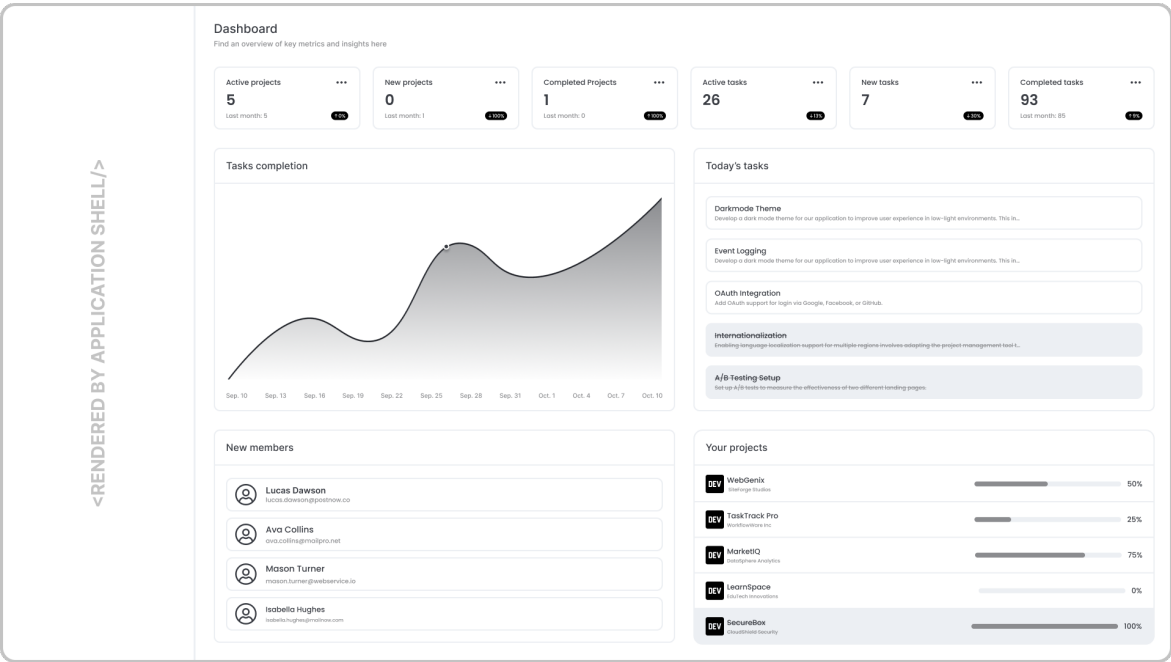 <RENDERED BY APPLICATION SHELL/>
Dashboard
Find an overview of key metrics and insights here
Active projects
5
Last month: 5
↑0%
New projects
0
Last month: 1
↓100%
Completed Projects
1
Last month: 0
↑100%
Active tasks
26
↓13%
New tasks
7
↓30%
Completed tasks
93
Last month: 85
↑9%
Tasks completion
Sep. 10 Sep. 13 Sep. 16 Sep. 19 Sep. 22 Sep. 25 Sep. 28 Sep. 31 Oct. 1 Oct. 4 Oct. 7 Oct. 10
Today's tasks
Darkmode Theme
Develop a dark mode theme for our application to improve user experience in low-light environments. This in...
Event Logging
Develop a dark mode theme for our application to improve user experience in low-light environments. This in...
OAuth Integration
Add OAuth support for login via Google, Facebook, or GitHub.
Internationalization
Enabling language localization support for multiple regions involves adapting the project management tool t...
A/B Testing Setup
Set up A/B tests to measure the effectiveness of two different landing pages.
New members
Lucas Dawson
lucas.dawson@postnow.co
Ava Collins
ava.collins@mailpro.net
Mason Turner
mason.turner@webservice.io
Isabella Hughes
isabella.hughes@mailnow.com
Your projects
DEV WebGenix 50%
SiteForge Studios
DEV TaskTrack Pro 25%
WorkflowWare Inc
DEV MarketIQ 75%
DataSphere Analytics
DEV LearnSpace 0%
EduTech Innovations
DEV SecureBox 100%
CloudShield Security